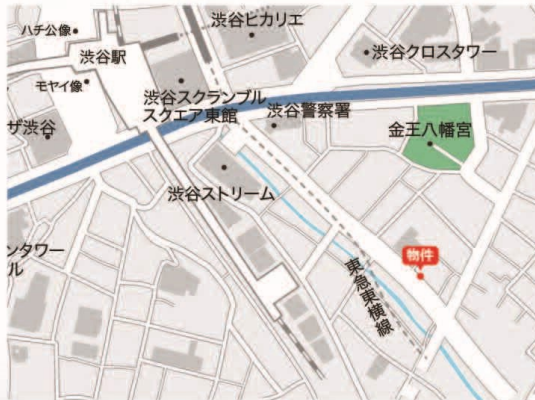 渋谷ヒカリエ
ハチ公像
渋谷駅
渋谷クロスタワー
モヤイ像
渋谷スクランブル
スクエア東館
渋谷警察署
ザ渋谷
金王八幡宮
渋谷ストリーム
ンタワー
ル
物件
東急東横線